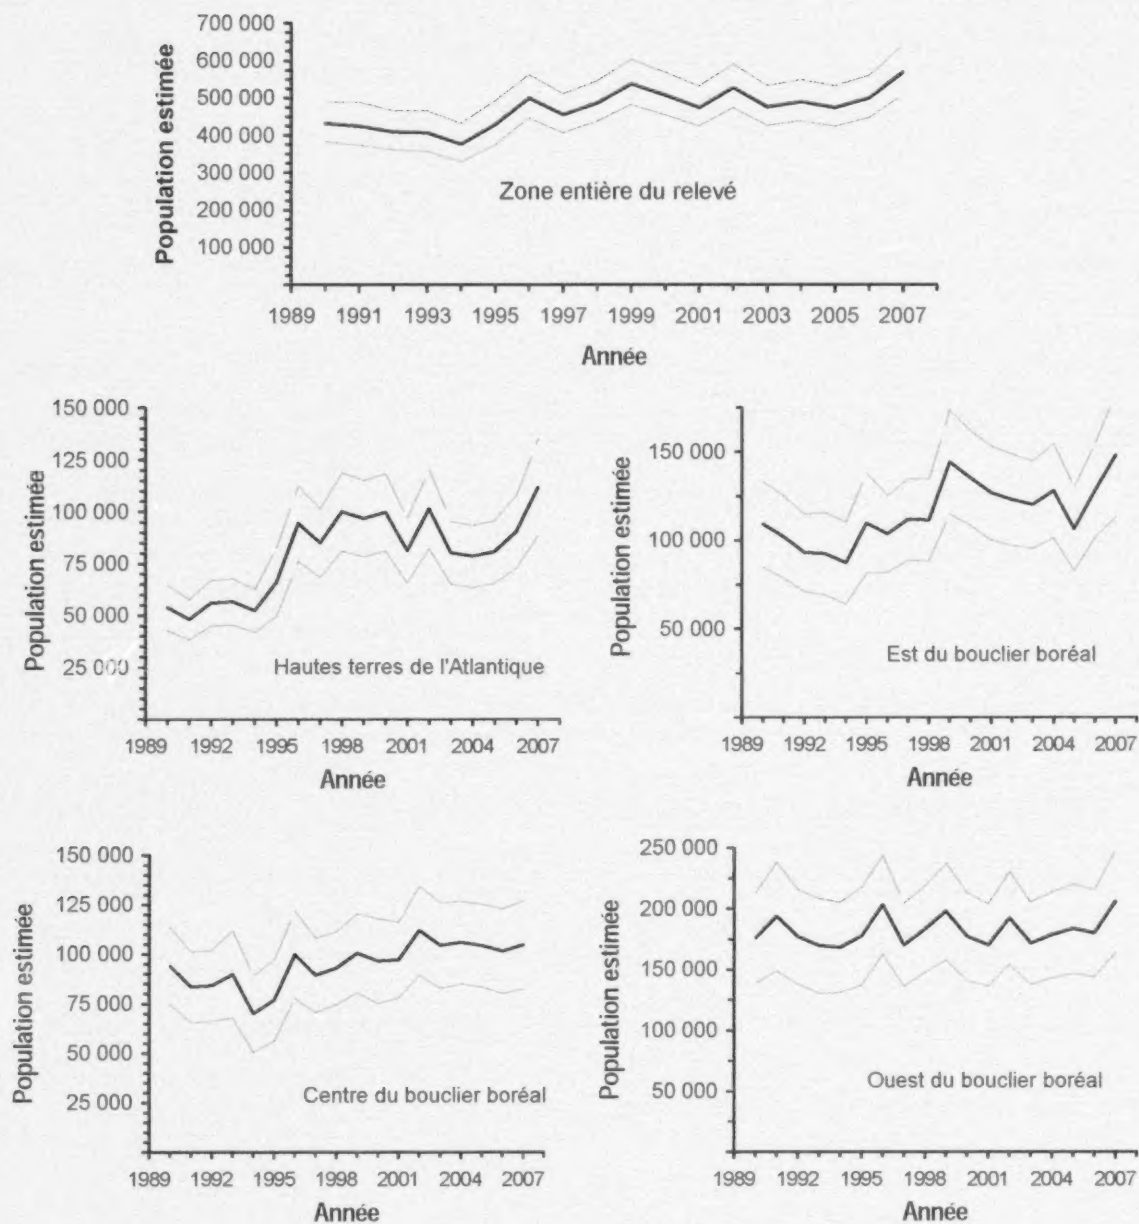 700 000
600 000
500 000
400 000
300 000
200 000
100 000
Population estimée
Zone entière du relevé
1989 1991 1993 1995 1997 1999 2001 2003 2005 2007
Année
150 000
125 000
100 000
75 000
50 000
25 000
Population estimée
Hautes terres de l'Atlantique
1989 1992 1995 1998 2001 2004 2007
Année
150 000
100 000
50 000
Population estimée
Est du bouclier boréal
1989 1992 1995 1998 2001 2004 2007
Année
150 000
125 000
100 000
75 000
50 000
25 000
Population estimée
Centre du bouclier boréal
1989 1992 1995 1998 2001 2004 2007
Année
250 000
200 000
150 000
100 000
50 000
Population estimée
Ouest du bouclier boréal
1989 1992 1995 1998 2001 2004 2007
Année